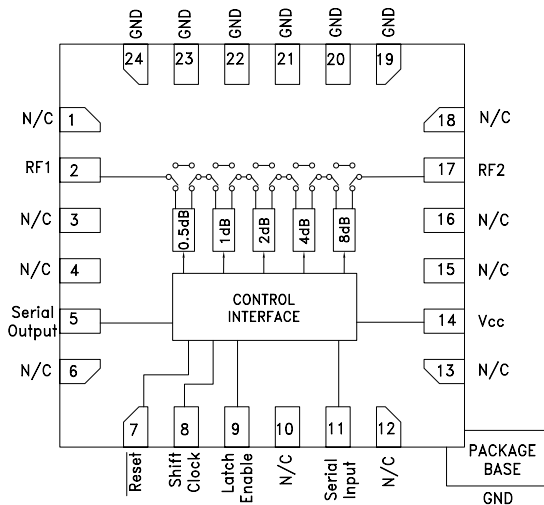 GND
GND
GND
GND
GND
GND
24
23
22
21
20
19
N/C
1
18
N/C
RF1
2
17
RF2
N/C
3
16
N/C
0.5dB
1dB
2dB
4dB
8dB
N/C
4
15
N/C
CONTROL
INTERFACE
Serial
Output
5
14
Vcc
N/C
6
13
N/C
7
8
9
10
11
12
Reset
Shift
Clock
Latch
Enable
N/C
Serial
Input
N/C
PACKAGE
BASE
GND